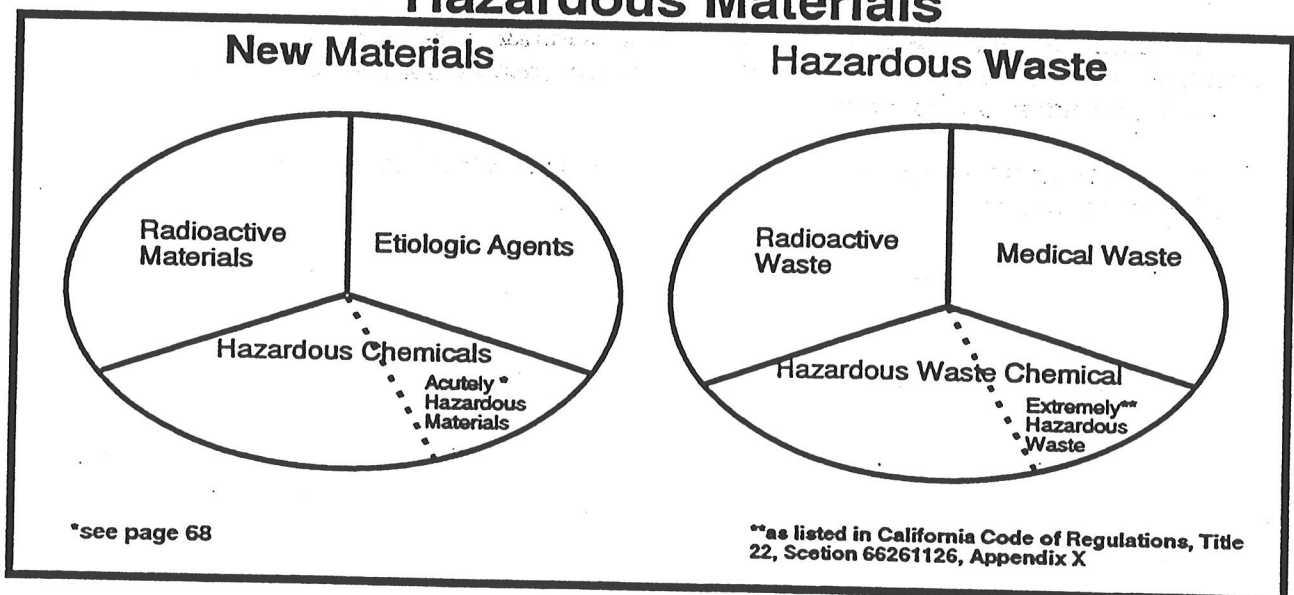 Hazardous Materials
New Materials
Radioactive
Materials
Etiologic Agents
Hazardous Chemicals
Acutely *
Hazardous
Materials
*see page 68
Hazardous Waste
Radioactive
Waste
Medical Waste
Hazardous Waste Chemical
Extremely**
Hazardous
Waste
**as listed in California Code of Regulations, Title
22, Scetion 66261126, Appendix X